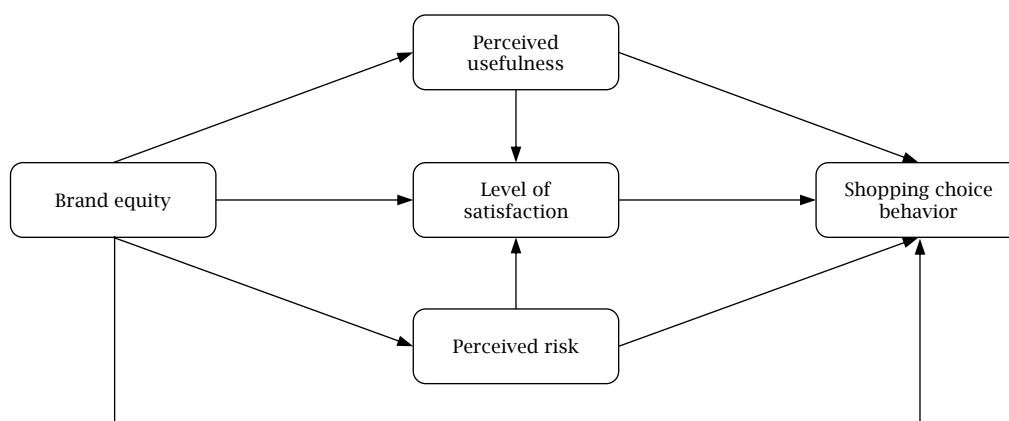 Perceived
usefulness
Brand equity
Level of
satisfaction
Shopping choice
behavior
Perceived risk